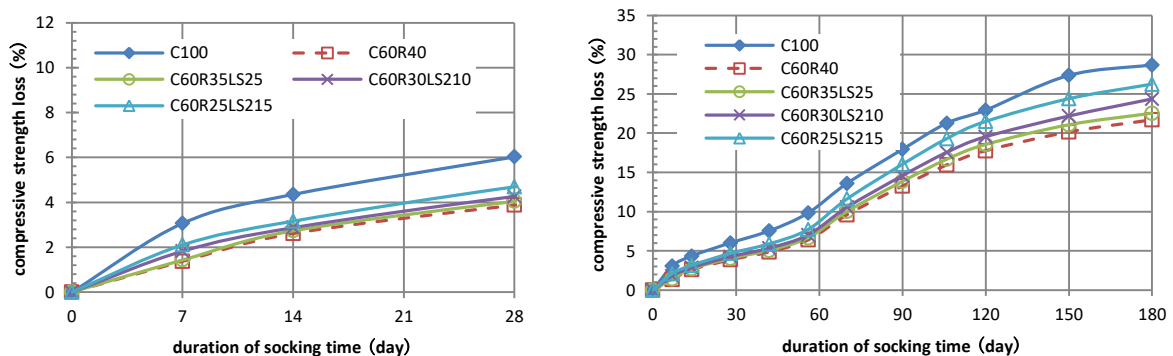 compressive strength loss (%)
12
10
8
6
4
2
0
C100
C60R40
C60R35LS25
C60R30LS210
C60R25LS215
0
7
14
21
28
duration of socking time (day)
compressive strength loss (%)
35
30
25
20
15
10
5
0
C100
C60R40
C60R35LS25
C60R30LS210
C60R25LS215
0
30
60
90
120
150
180
duration of socking time (day)